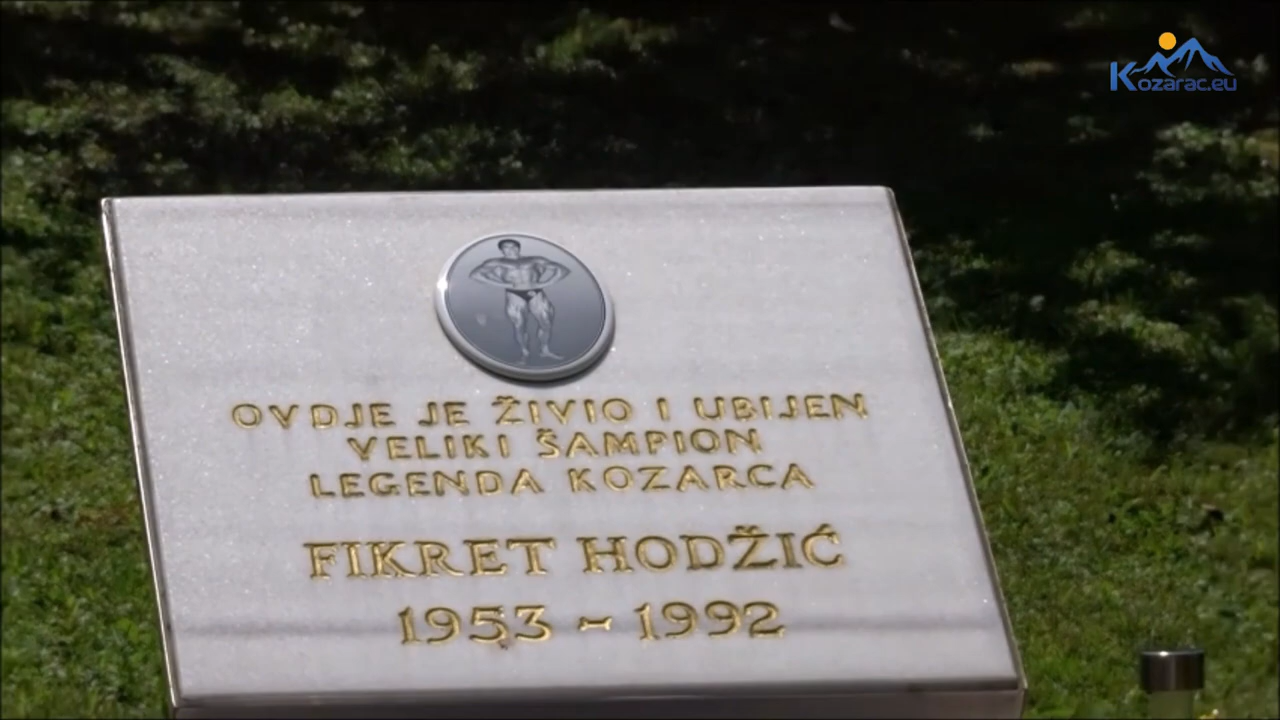 Kozarac.eu
OVDJE JE ŽIVIO I UBIJEN
VELIKI ŠAMPION
LEGENDA KOZARCA
FIKRET HODŽIĆ
1953 - 1992